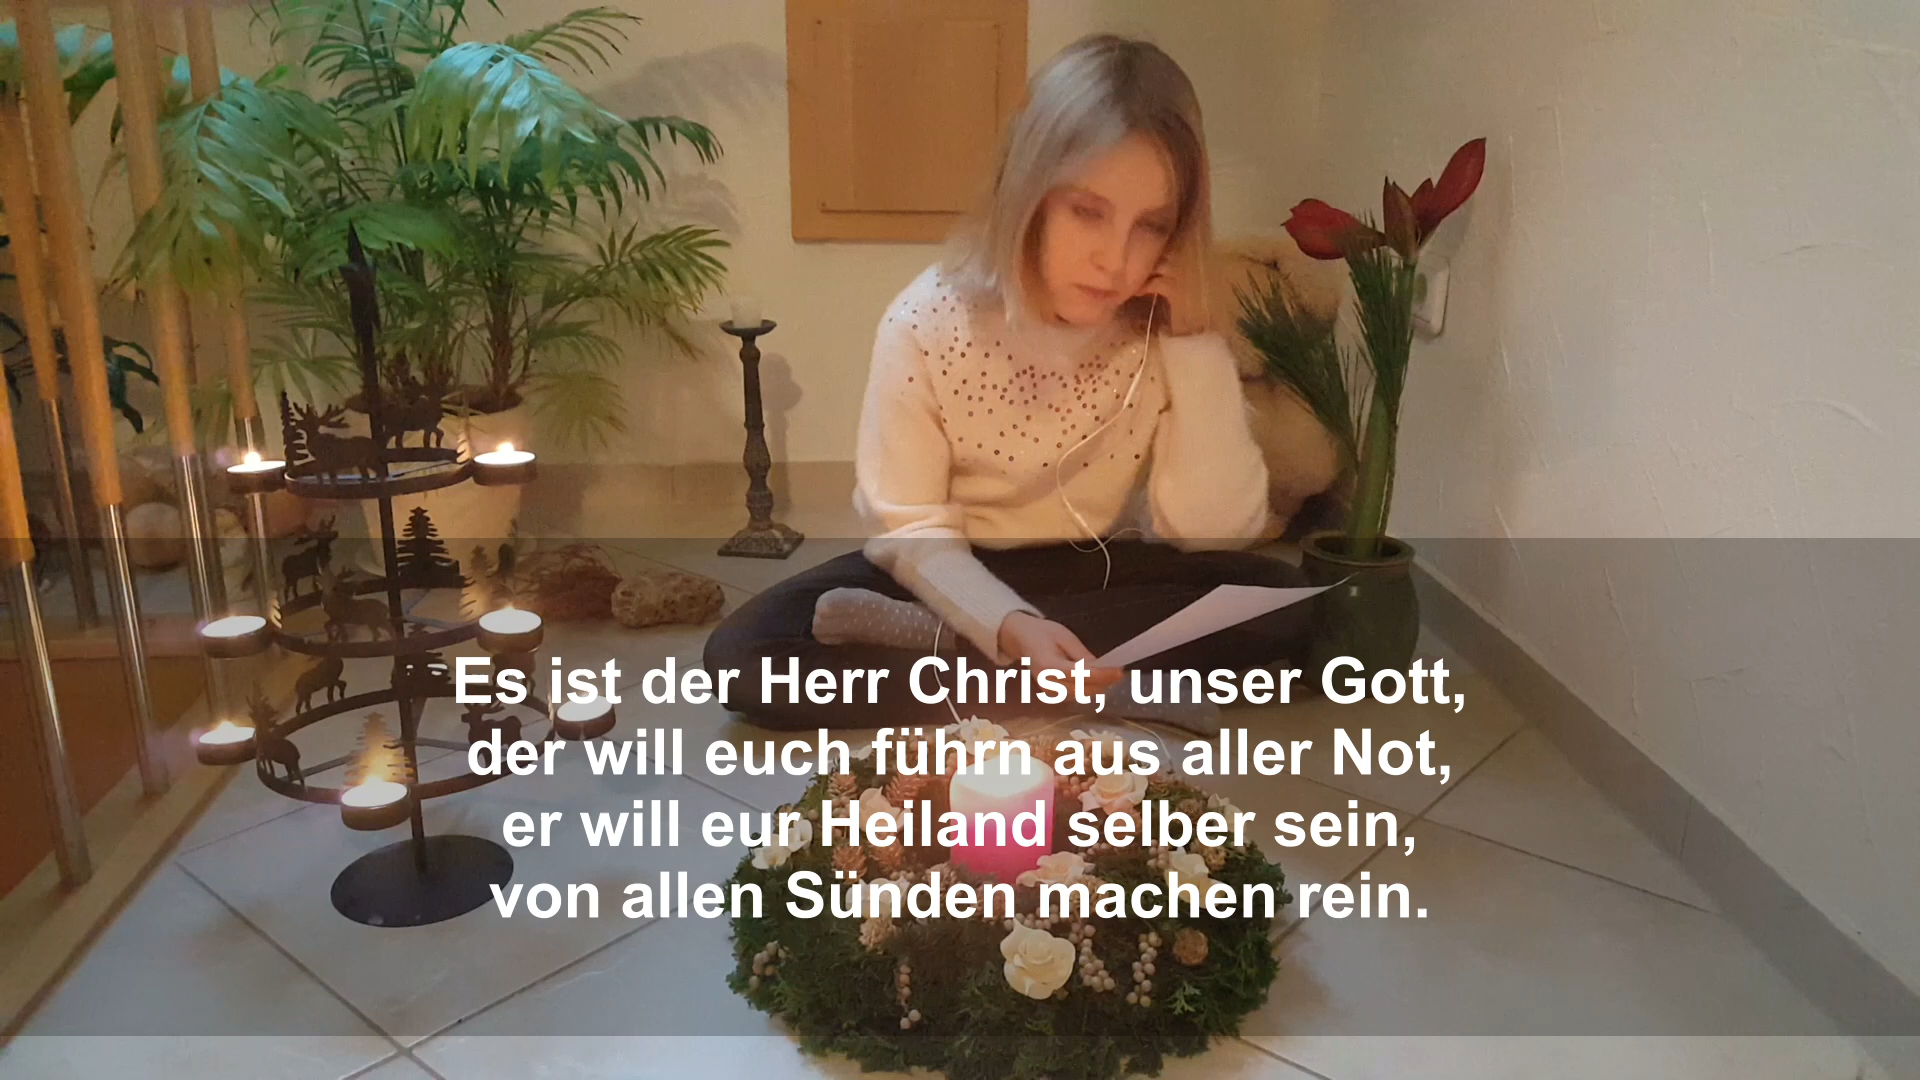 Es ist der Herr Christ, unser Gott,
der will euch führn aus aller Not,
er will eur Heiland selber sein,
von allen Sünden machen rein.